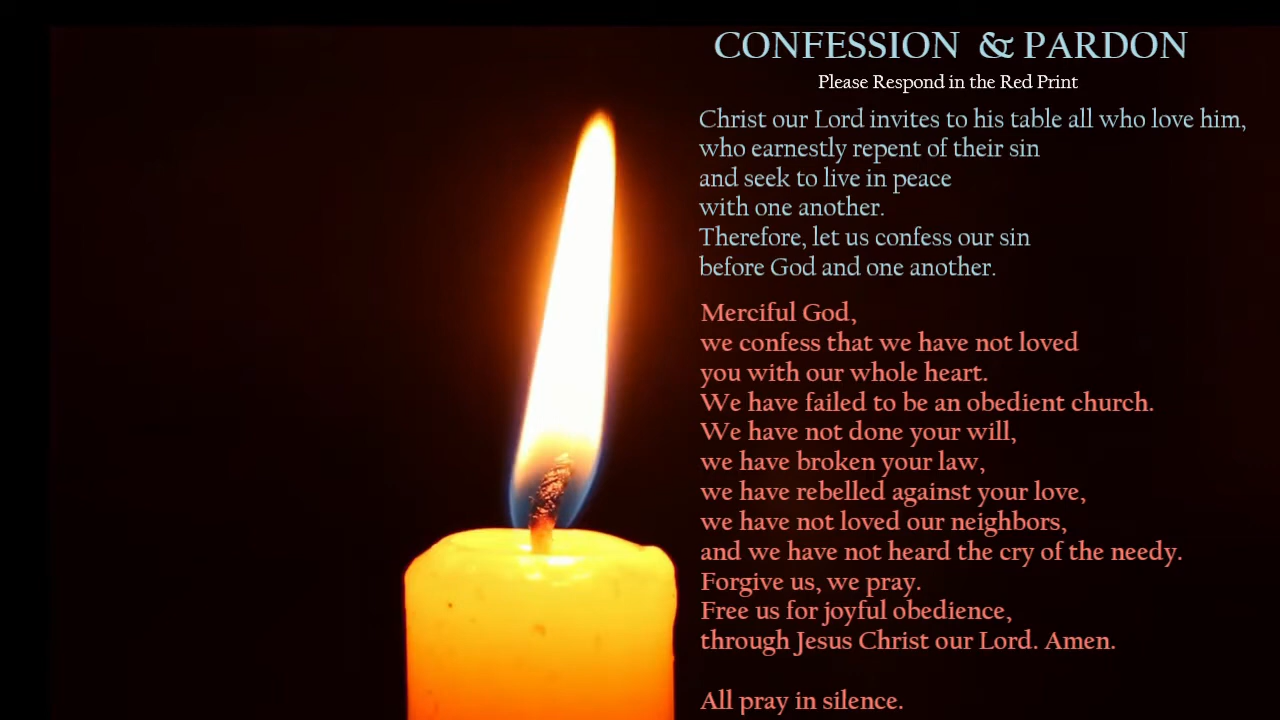 CONFESSION & PARDON
Please Respond in the Red Print
Christ our Lord invites to his table all who love him,
who earnestly repent of their sin
and seek to live in peace
with one another.
Therefore, let us confess our sin
before God and one another.
Merciful God,
we confess that we have not loved
you with our whole heart.
We have failed to be an obedient church.
We have not done your will,
we have broken your law,
we have rebelled against your love,
we have not loved our neighbors,
and we have not heard the cry of the needy.
Forgive us, we pray.
Free us for joyful obedience,
through Jesus Christ our Lord. Amen.
All pray in silence.